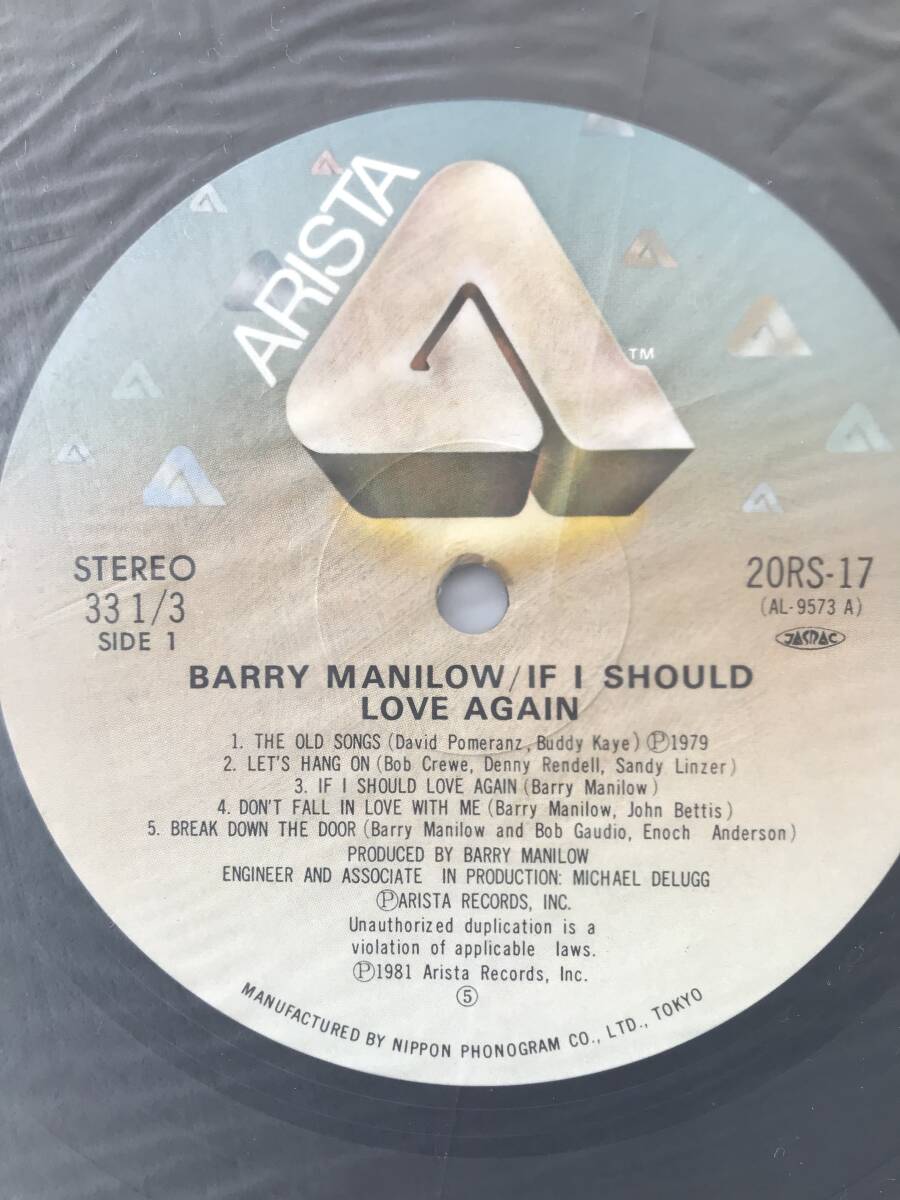 ARISTA
TM
STEREO
33 1/3
SIDE 1
20RS-17
(AL-9573 A)
JASRAC
BARRY MANILOW/IF I SHOULD
LOVE AGAIN
1. THE OLD SONGS (David Pomeranz, Buddy Kaye) Ⓟ1979
2. LET'S HANG ON (Bob Crewe, Denny Rendell, Sandy Linzer)
3. IF I SHOULD LOVE AGAIN (Barry Manilow)
4. DON'T FALL IN LOVE WITH ME (Barry Manilow, John Bettis)
5. BREAK DOWN THE DOOR (Barry Manilow and Bob Gaudio, Enoch Anderson)
PRODUCED BY BARRY MANILOW
ENGINEER AND ASSOCIATE IN PRODUCTION: MICHAEL DELUGG
ⓅARISTA RECORDS, INC.
Unauthorized duplication is a
violation of applicable laws.
Ⓟ1981 Arista Records, Inc.
⑤
MANUFACTURED BY NIPPON PHONOGRAM CO., LTD., TOKYO